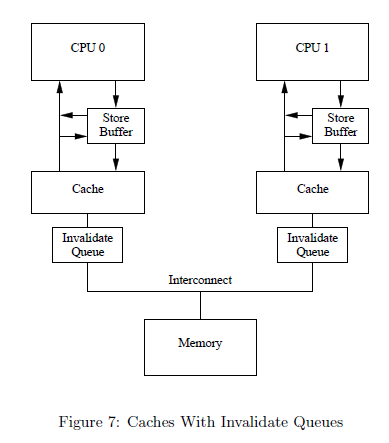 CPU 0
CPU 1
Store
Buffer
Store
Buffer
Cache
Cache
Invalidate
Queue
Invalidate
Queue
Interconnect
Memory
Figure 7: Caches With Invalidate Queues